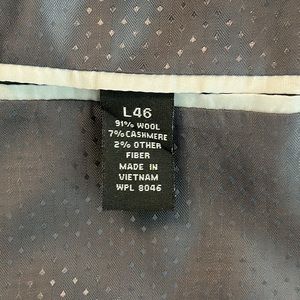 L46
91% WOOL
7% CASHMERE
2% OTHER
FIBER
MADE IN
VIETNAM
WPL 8046